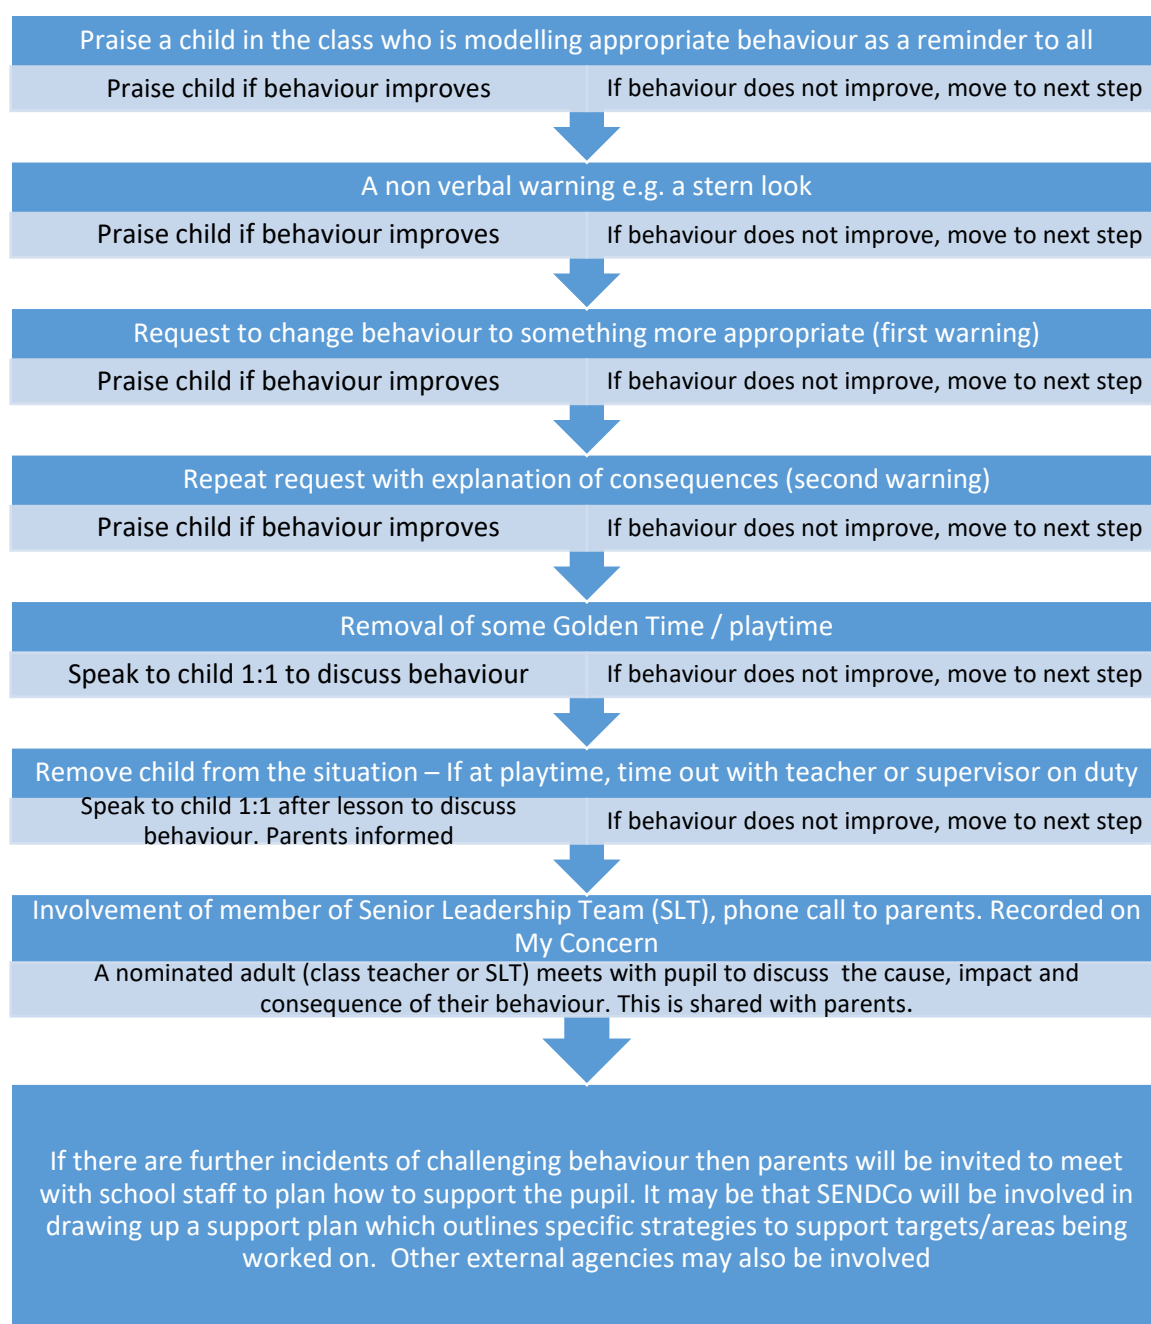 Praise a child in the class who is modelling appropriate behaviour as a reminder to all
Praise child if behaviour improves
If behaviour does not improve, move to next step
A non verbal warning e.g. a stern look
Praise child if behaviour improves
If behaviour does not improve, move to next step
Request to change behaviour to something more appropriate (first warning)
Praise child if behaviour improves
If behaviour does not improve, move to next step
Repeat request with explanation of consequences (second warning)
Praise child if behaviour improves
If behaviour does not improve, move to next step
Removal of some Golden Time / playtime
Speak to child 1:1 to discuss behaviour
If behaviour does not improve, move to next step
Remove child from the situation – If at playtime, time out with teacher or supervisor on duty
Speak to child 1:1 after lesson to discuss
behaviour. Parents informed
If behaviour does not improve, move to next step
Involvement of member of Senior Leadership Team (SLT), phone call to parents. Recorded on
My Concern
A nominated adult (class teacher or SLT) meets with pupil to discuss  the cause, impact and
consequence of their behaviour. This is shared with parents.
If there are further incidents of challenging behaviour then parents will be invited to meet
with school staff to plan how to support the pupil. It may be that SENDCo will be involved in
drawing up a support plan which outlines specific strategies to support targets/areas being
worked on.  Other external agencies may also be involved